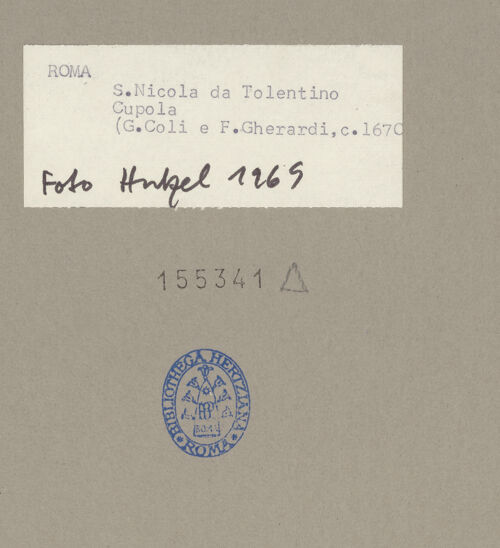 ROMA
S.Nicola da Tolentino
Cupola
(G.Coli e F.Gherardi,c.1670
Foto Hutzel 1969
155341
BIBLIOTHECA HERTZIANA
ROMA